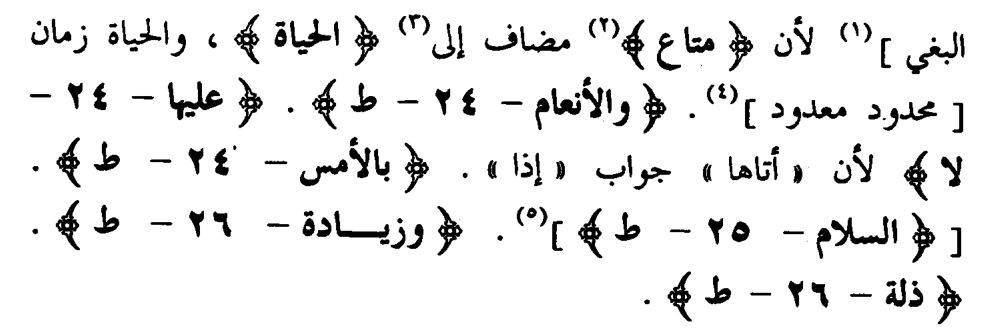 البغي ]⁽¹⁾ لأن ﴿ متاع ﴾⁽²⁾ مضاف إلى⁽³⁾ ﴿ الحياة ﴾ ، والحياة زمان
[ محدود معدود ]⁽⁴⁾ . ﴿ والأنعام – ٢٤ – ط ﴾ . ﴿ عليها – ٢٤ –
لا ﴾ لأن « أتاها » جواب « إذا » . ﴿ بالأمس – ٢٤ – ط ﴾ .
[ ﴿ السلام – ٢٥ – ط ﴾ ]⁽⁵⁾ . ﴿ وزيــــادة – ٢٦ – ط ﴾ .
﴿ ذلة – ٢٦ – ط ﴾ .